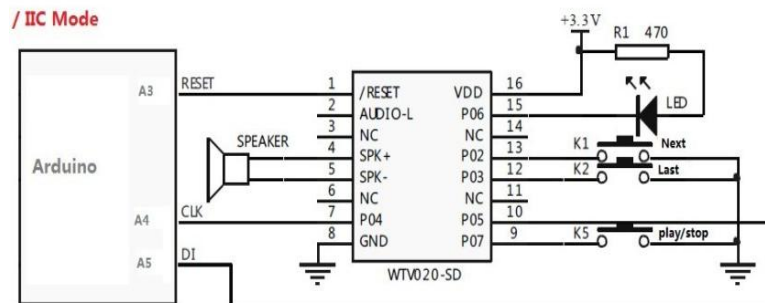 / IIC Mode
+3.3V
R1 470
A3 RESET 1 /RESET VDD 16
2 AUDIO-L P06 15 LED
3 NC NC 14
SPEAKER 4 SPK+ P02 13 K1 Next
Arduino 5 SPK- P03 12 K2 Last
6 NC NC 11
A4 CLK 7 P04 P05 10
8 GND P07 9 K5 play/stop
A5 DI
WTV020-SD